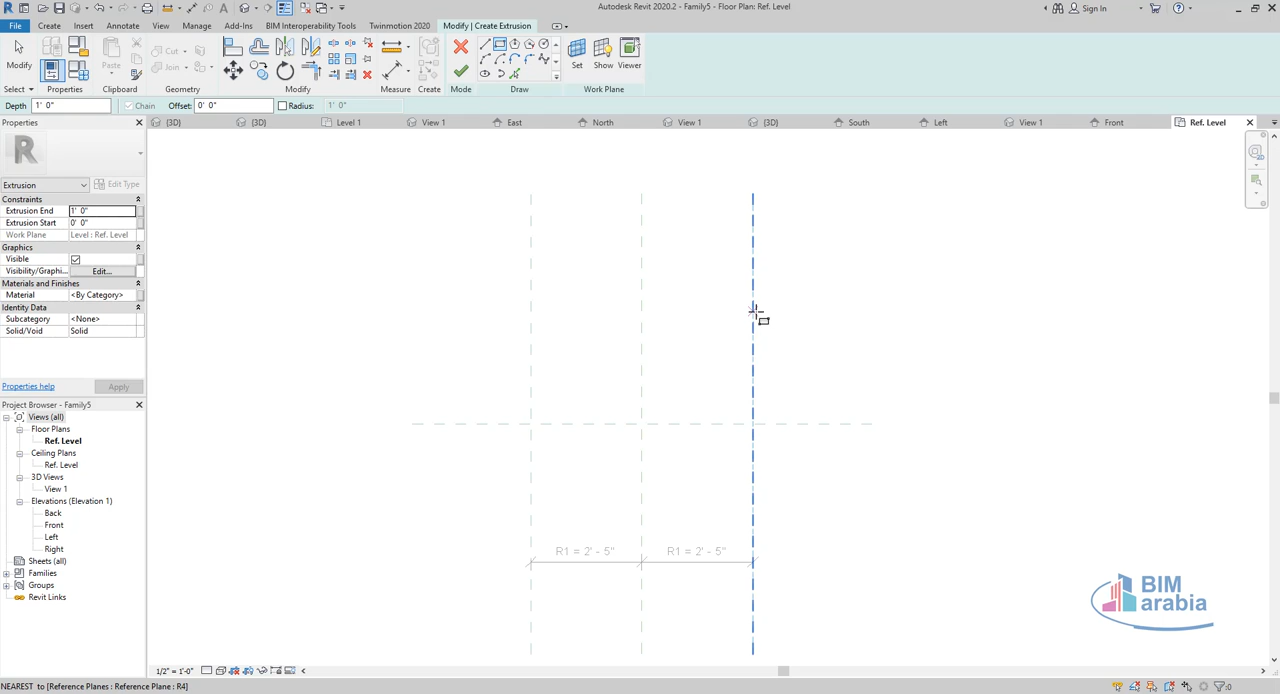 Autodesk Revit 2020.2 - Family5 - Floor Plan: Ref. Level
Sign In
File Create Insert Annotate View Manage Add-Ins BIM Interoperability Tools Twinmotion 2020 Modify | Create Extrusion
Modify
Paste
Cut
Join
Set Show Viewer
Select Properties Clipboard Geometry Modify Measure Create Mode Draw Work Plane
Depth 1' 0" Chain Offset: 0' 0" Radius: 1' 0"
Properties
{3D} {3D} Level 1 View 1 East North View 1 {3D} South Left View 1 Front Ref. Level
R
Extrusion Edit Type
Constraints
Extrusion End 1' 0"
Extrusion Start 0' 0"
Work Plane Level : Ref. Level
Graphics
Visible
Visibility/Graphi... Edit...
Materials and Finishes
Material <By Category>
Identity Data
Subcategory <None>
Solid/Void Solid
Properties help Apply
Project Browser - Family5
Views (all)
Floor Plans
Ref. Level
Ceiling Plans
Ref. Level
3D Views
View 1
Elevations (Elevation 1)
Back
Front
Left
Right
Sheets (all)
Families
Groups
Revit Links
R1 = 2' - 5" R1 = 2' - 5"
BIM
arabia
1/2" = 1'-0"
NEAREST to [Reference Planes : Reference Plane : R4]
:0